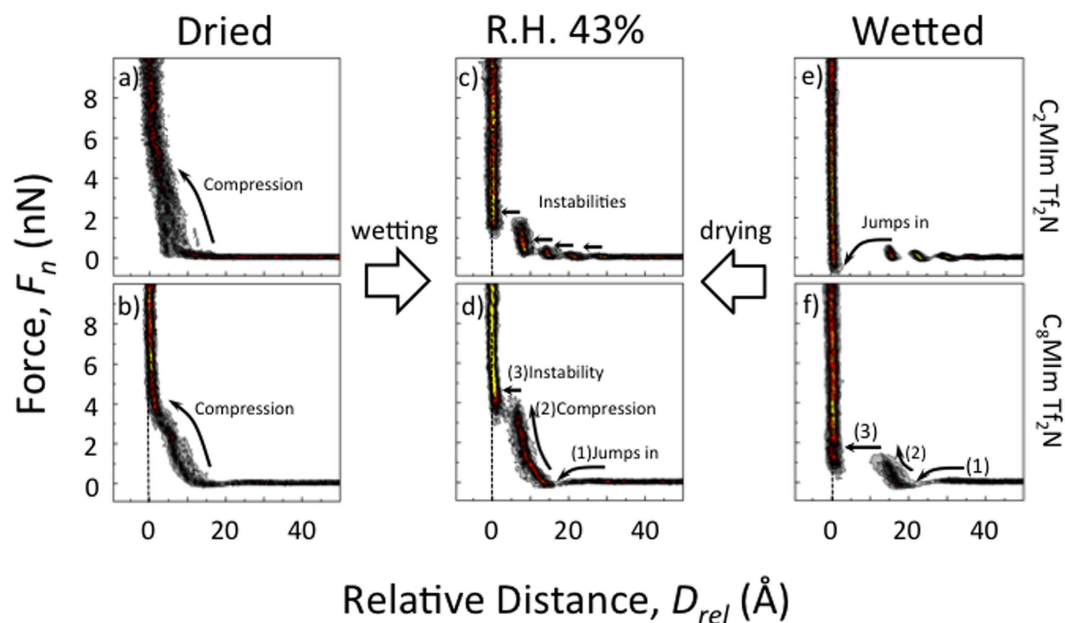 Dried
R.H. 43%
Wetted
a)
c)
e)
8
6
4
2
0
Compression
Instabilities
Jumps in
C₂MIm Tf₂N
wetting
drying
Force, Fₙ (nN)
b)
d)
f)
8
6
4
2
0
Compression
(3)Instability
(2)Compression
(1)Jumps in
(3)
(2)
(1)
C₈MIm Tf₂N
0 20 40
0 20 40
0 20 40
Relative Distance, D_rel (Å)